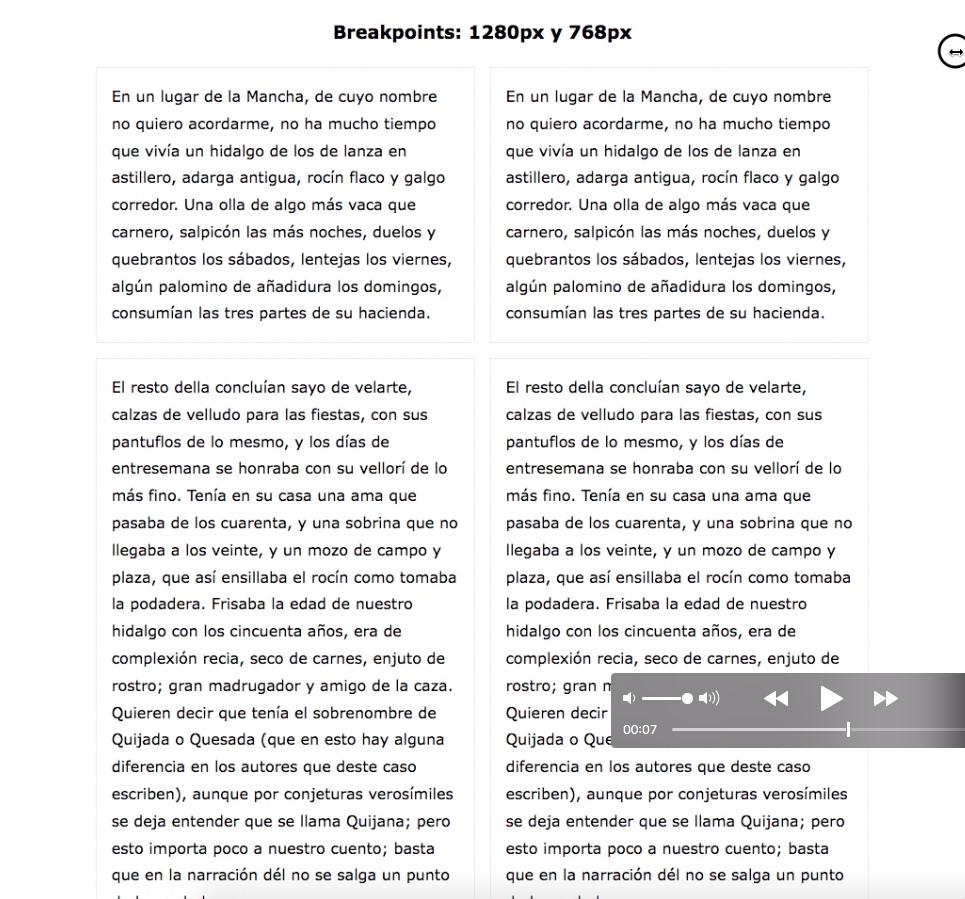 Breakpoints: 1280px y 768px
En un lugar de la Mancha, de cuyo nombre
no quiero acordarme, no ha mucho tiempo
que vivía un hidalgo de los de lanza en
astillero, adarga antigua, rocín flaco y galgo
corredor. Una olla de algo más vaca que
carnero, salpicón las más noches, duelos y
quebrantos los sábados, lentejas los viernes,
algún palomino de añadidura los domingos,
consumían las tres partes de su hacienda.
En un lugar de la Mancha, de cuyo nombre
no quiero acordarme, no ha mucho tiempo
que vivía un hidalgo de los de lanza en
astillero, adarga antigua, rocín flaco y galgo
corredor. Una olla de algo más vaca que
carnero, salpicón las más noches, duelos y
quebrantos los sábados, lentejas los viernes,
algún palomino de añadidura los domingos,
consumían las tres partes de su hacienda.
El resto della concluían sayo de velarte,
calzas de velludo para las fiestas, con sus
pantuflos de lo mesmo, y los días de
entresemana se honraba con su vellorí de lo
más fino. Tenía en su casa una ama que
pasaba de los cuarenta, y una sobrina que no
llegaba a los veinte, y un mozo de campo y
plaza, que así ensillaba el rocín como tomaba
la podadera. Frisaba la edad de nuestro
hidalgo con los cincuenta años, era de
complexión recia, seco de carnes, enjuto de
rostro; gran madrugador y amigo de la caza.
Quieren decir que tenía el sobrenombre de
Quijada o Quesada (que en esto hay alguna
diferencia en los autores que deste caso
escriben), aunque por conjeturas verosímiles
se deja entender que se llama Quijana; pero
esto importa poco a nuestro cuento; basta
que en la narración dél no se salga un punto
El resto della concluían sayo de velarte,
calzas de velludo para las fiestas, con sus
pantuflos de lo mesmo, y los días de
entresemana se honraba con su vellorí de lo
más fino. Tenía en su casa una ama que
pasaba de los cuarenta, y una sobrina que no
llegaba a los veinte, y un mozo de campo y
plaza, que así ensillaba el rocín como tomaba
la podadera. Frisaba la edad de nuestro
hidalgo con los cincuenta años, era de
complexión recia, seco de carnes, enjuto de
rostro; gran
Quieren decir
Quijada o
diferencia en los autores que deste caso
escriben), aunque por conjeturas verosímiles
se deja entender que se llama Quijana; pero
esto importa poco a nuestro cuento; basta
que en la narración dél no se salga un punto
00:07